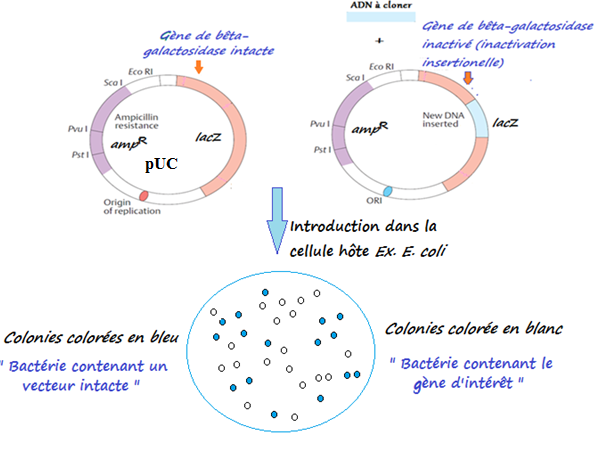 ADN à cloner
+
Gène de bêta-
galactosidase intacte
Gène de bêta-galactosidase
inactivé (inactivation
insertionelle)
Eco RI
Sca I
Ampicillin
resistance
ampR
lacZ
pUC
Pvu I
Pst I
Origin
of replication
Eco RI
Sca I
ampR
New DNA
inserted
lacZ
Pvu I
Pst I
ORI
Introduction dans la
cellule hôte Ex. E. coli
Colonies colorées en bleu
" Bactérie contenant un
vecteur intacte "
Colonies colorée en blanc
" Bactérie contenant le
gène d'intérêt "